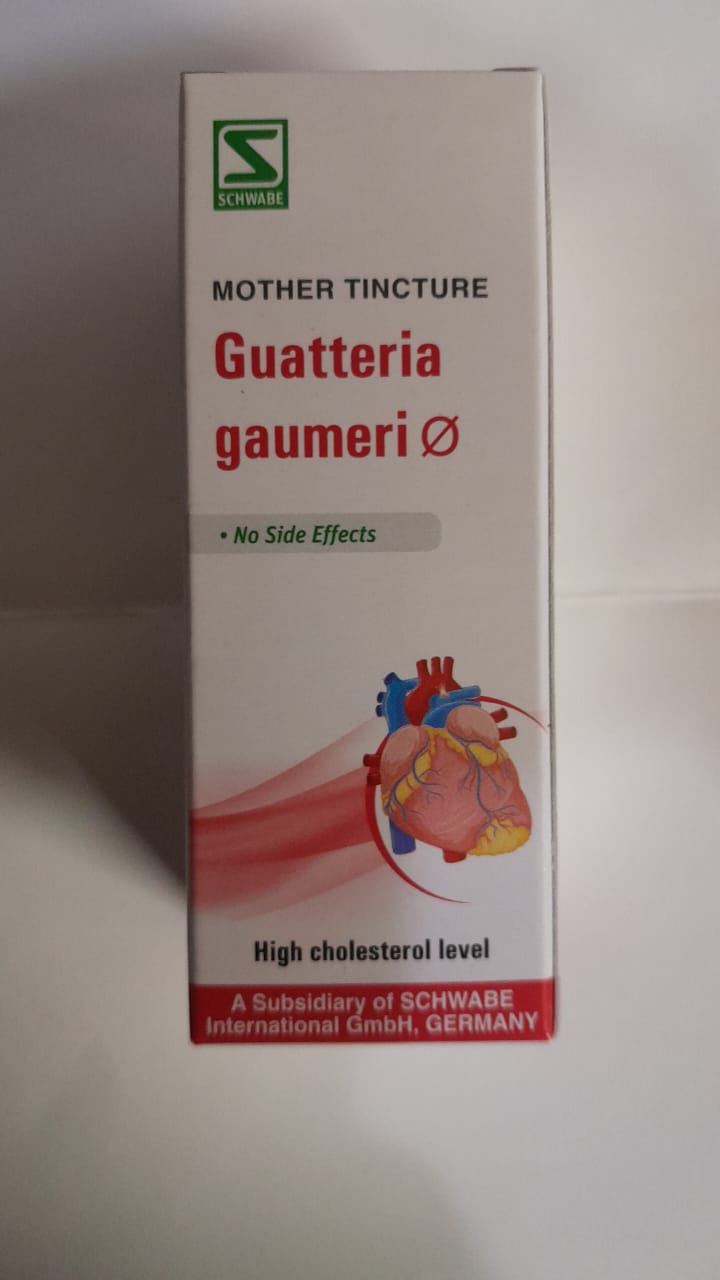 SCHWABE
MOTHER TINCTURE
Guatteria
gaumeri Ø
• No Side Effects
High cholesterol level
A Subsidiary of SCHWABE
International GmbH, GERMANY